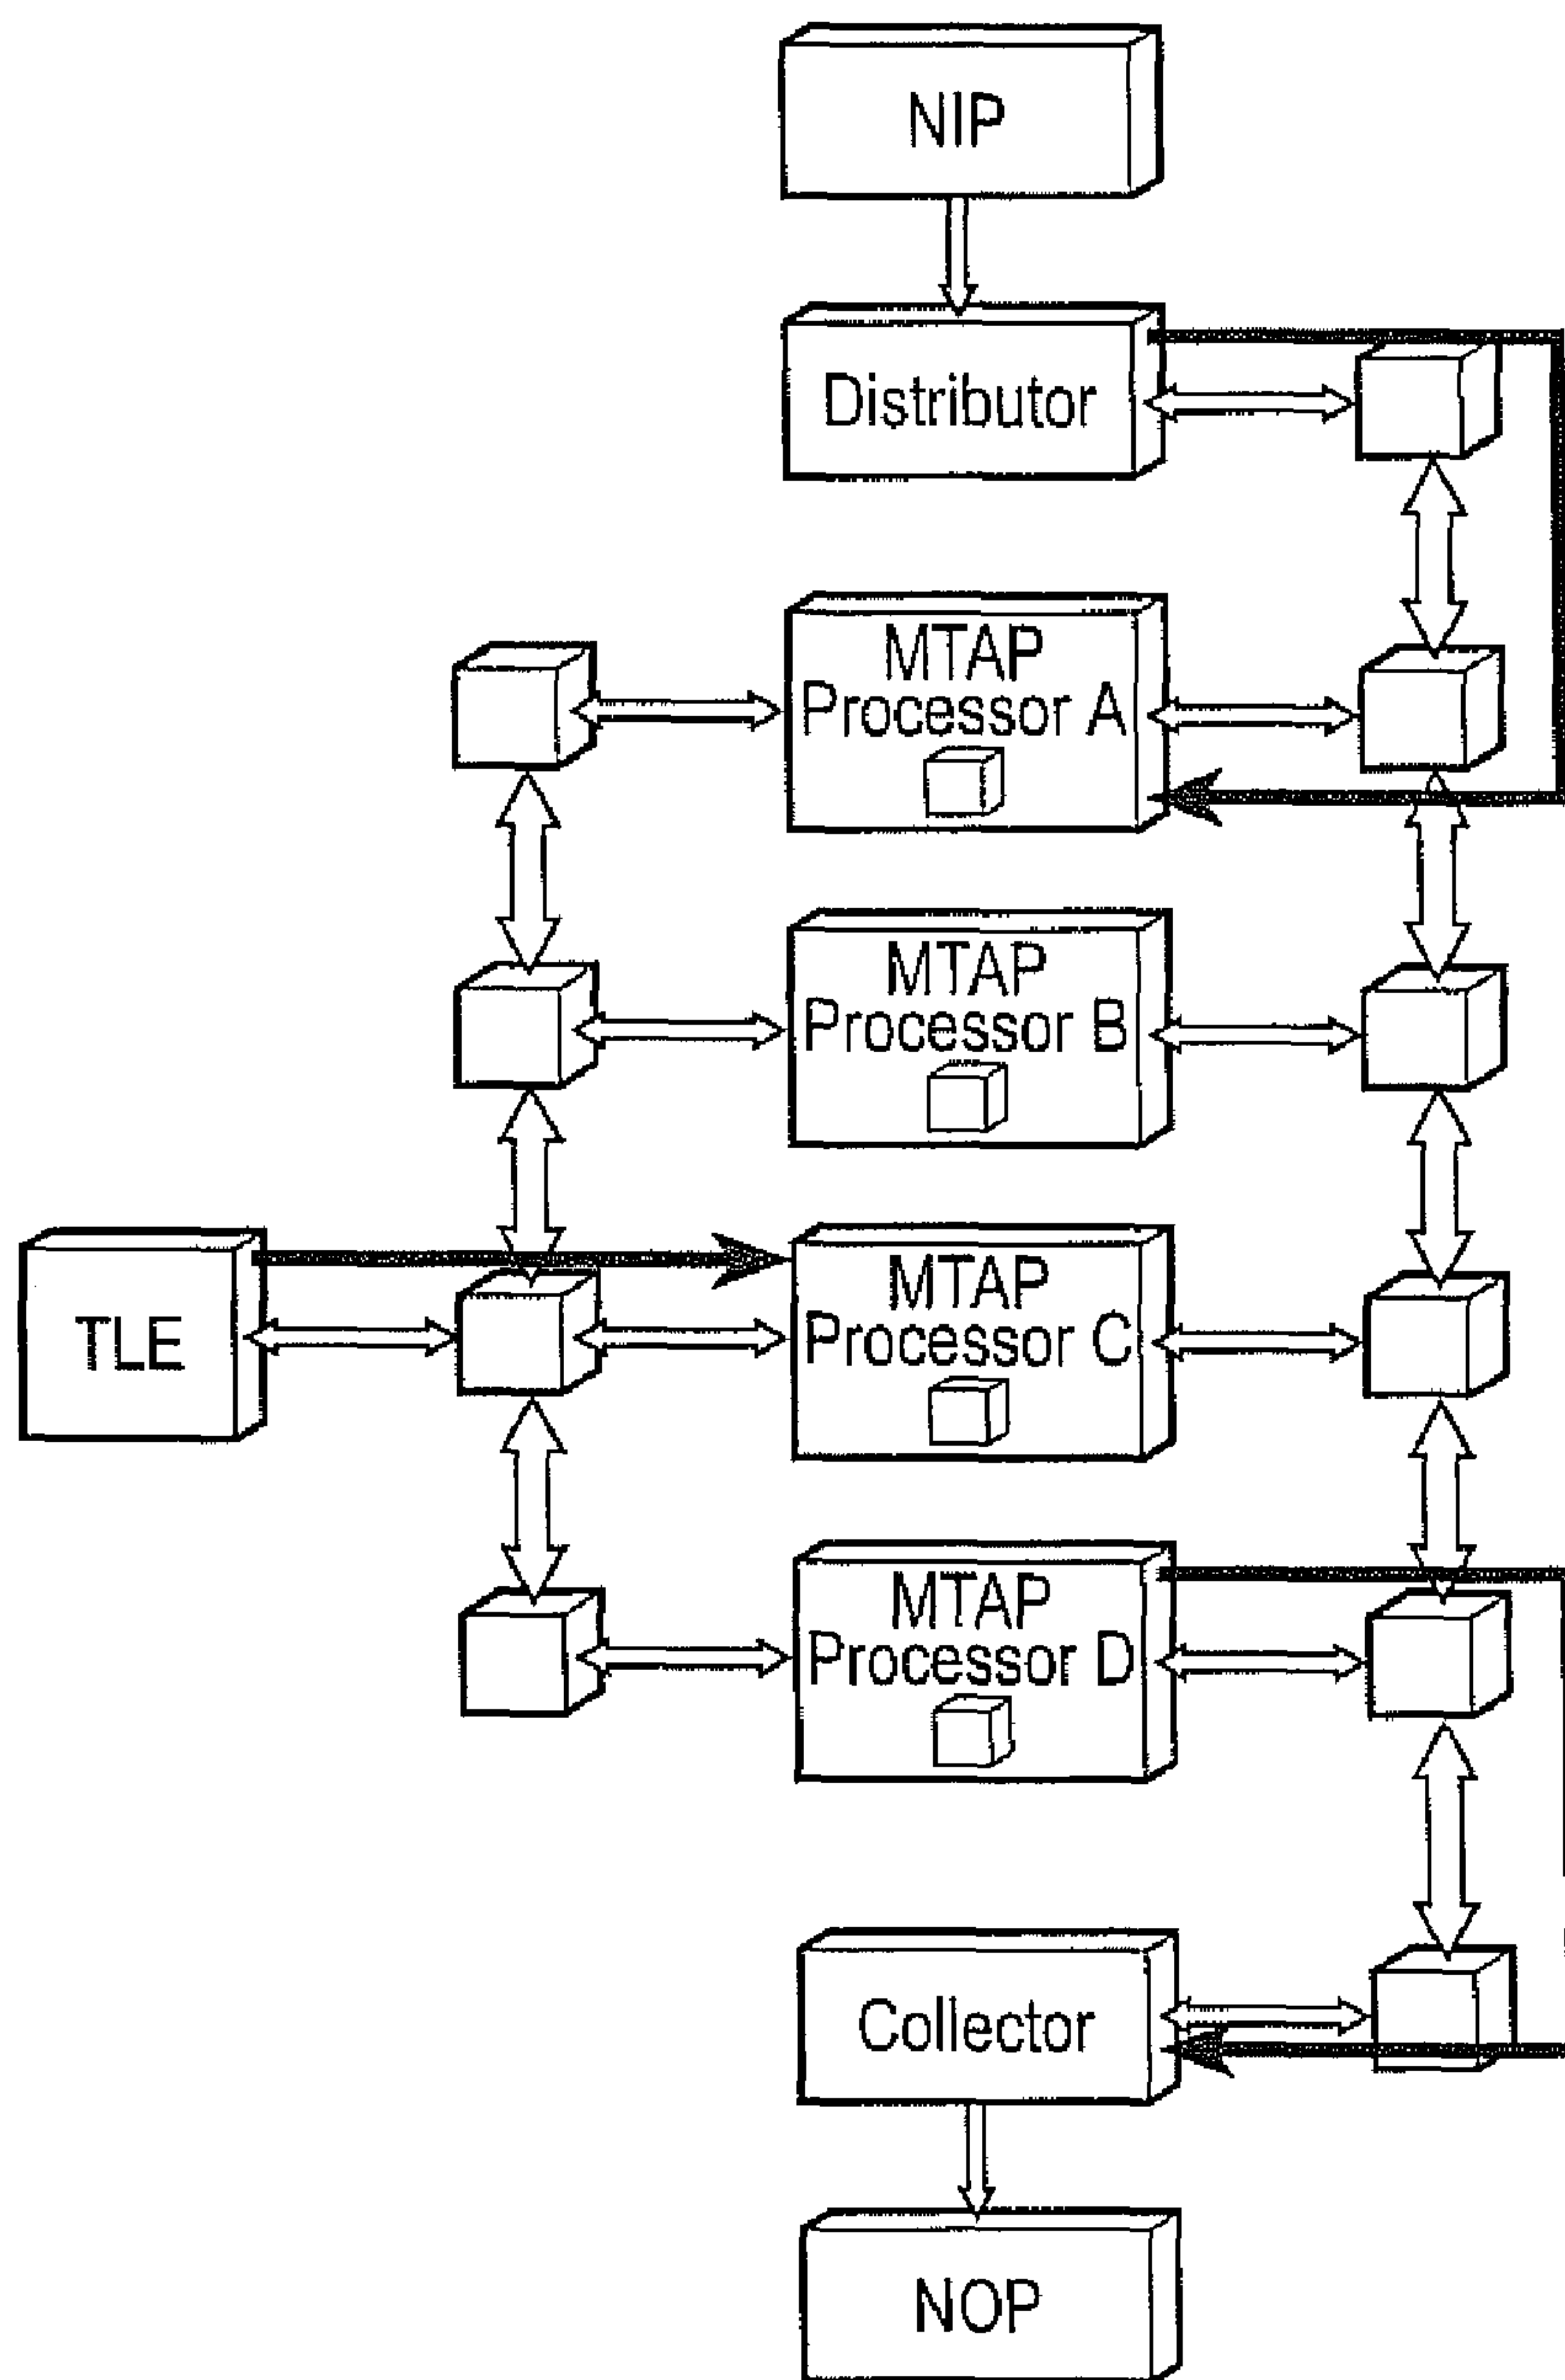 NIP
Distributor
MTAP
Processor A
MTAP
Processor B
TLE
MTAP
Processor C
MTAP
Processor D
Collector
NOP